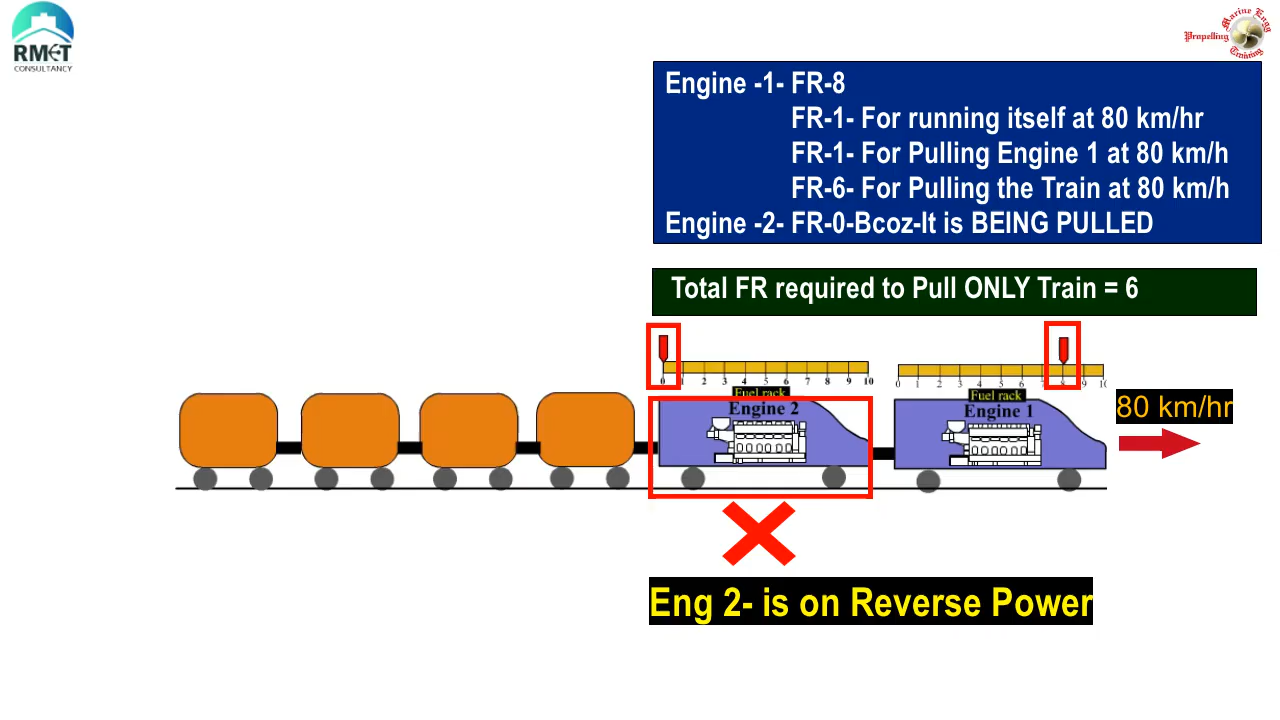 RMET
CONSULTANCY
Marine Engg
Propelling
Training
Engine -1- FR-8
FR-1- For running itself at 80 km/hr
FR-1- For Pulling Engine 1 at 80 km/h
FR-6- For Pulling the Train at 80 km/h
Engine -2- FR-0-Bcoz-It is BEING PULLED
Total FR required to Pull ONLY Train = 6
0 1 2 3 4 5 6 7 8 9 10
0 1 2 3 4 5 6 7 8 9 10
Fuel rack
Engine 2
Fuel rack
Engine 1
80 km/hr
Eng 2- is on Reverse Power